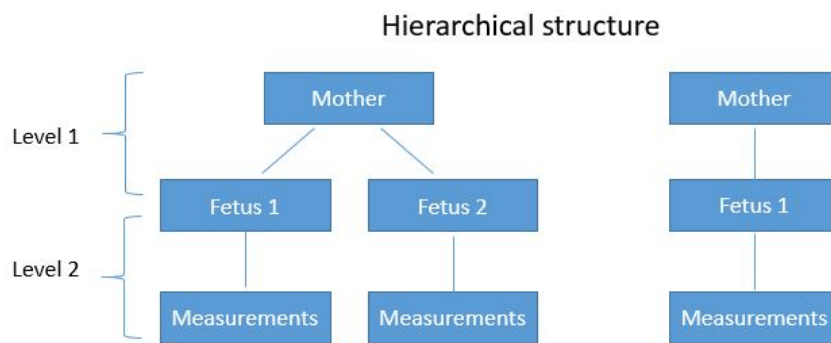 Hierarchical structure
Mother
Mother
Level 1
Fetus 1
Fetus 2
Fetus 1
Level 2
Measurements
Measurements
Measurements